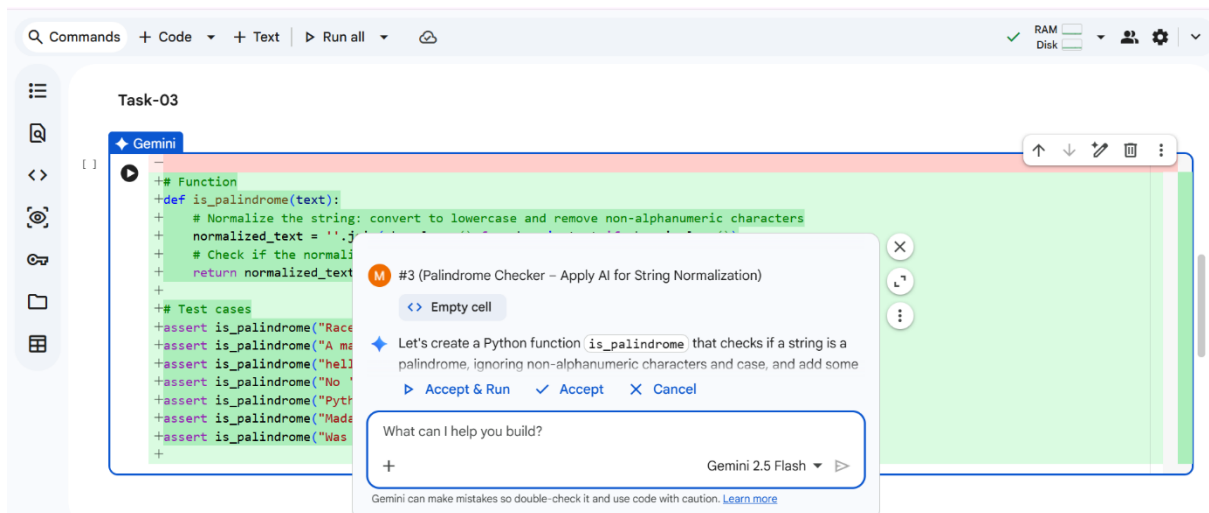 Commands + Code + Text Run all
RAM
Disk
Task-03
Gemini
[ ]
-
+# Function
+def is_palindrome(text):
+    # Normalize the string: convert to lowercase and remove non-alphanumeric characters
+    normalized_text = ''.j
+    # Check if the normali
+    return normalized_text
+
+# Test cases
+assert is_palindrome("Race
+assert is_palindrome("A ma
+assert is_palindrome("hell
+assert is_palindrome("No
+assert is_palindrome("Pyth
+assert is_palindrome("Mada
+assert is_palindrome("Was
+
M #3 (Palindrome Checker – Apply AI for String Normalization)
<> Empty cell
Let's create a Python function is_palindrome that checks if a string is a
palindrome, ignoring non-alphanumeric characters and case, and add some
Accept & Run Accept Cancel
What can I help you build?
+ Gemini 2.5 Flash
Gemini can make mistakes so double-check it and use code with caution. Learn more